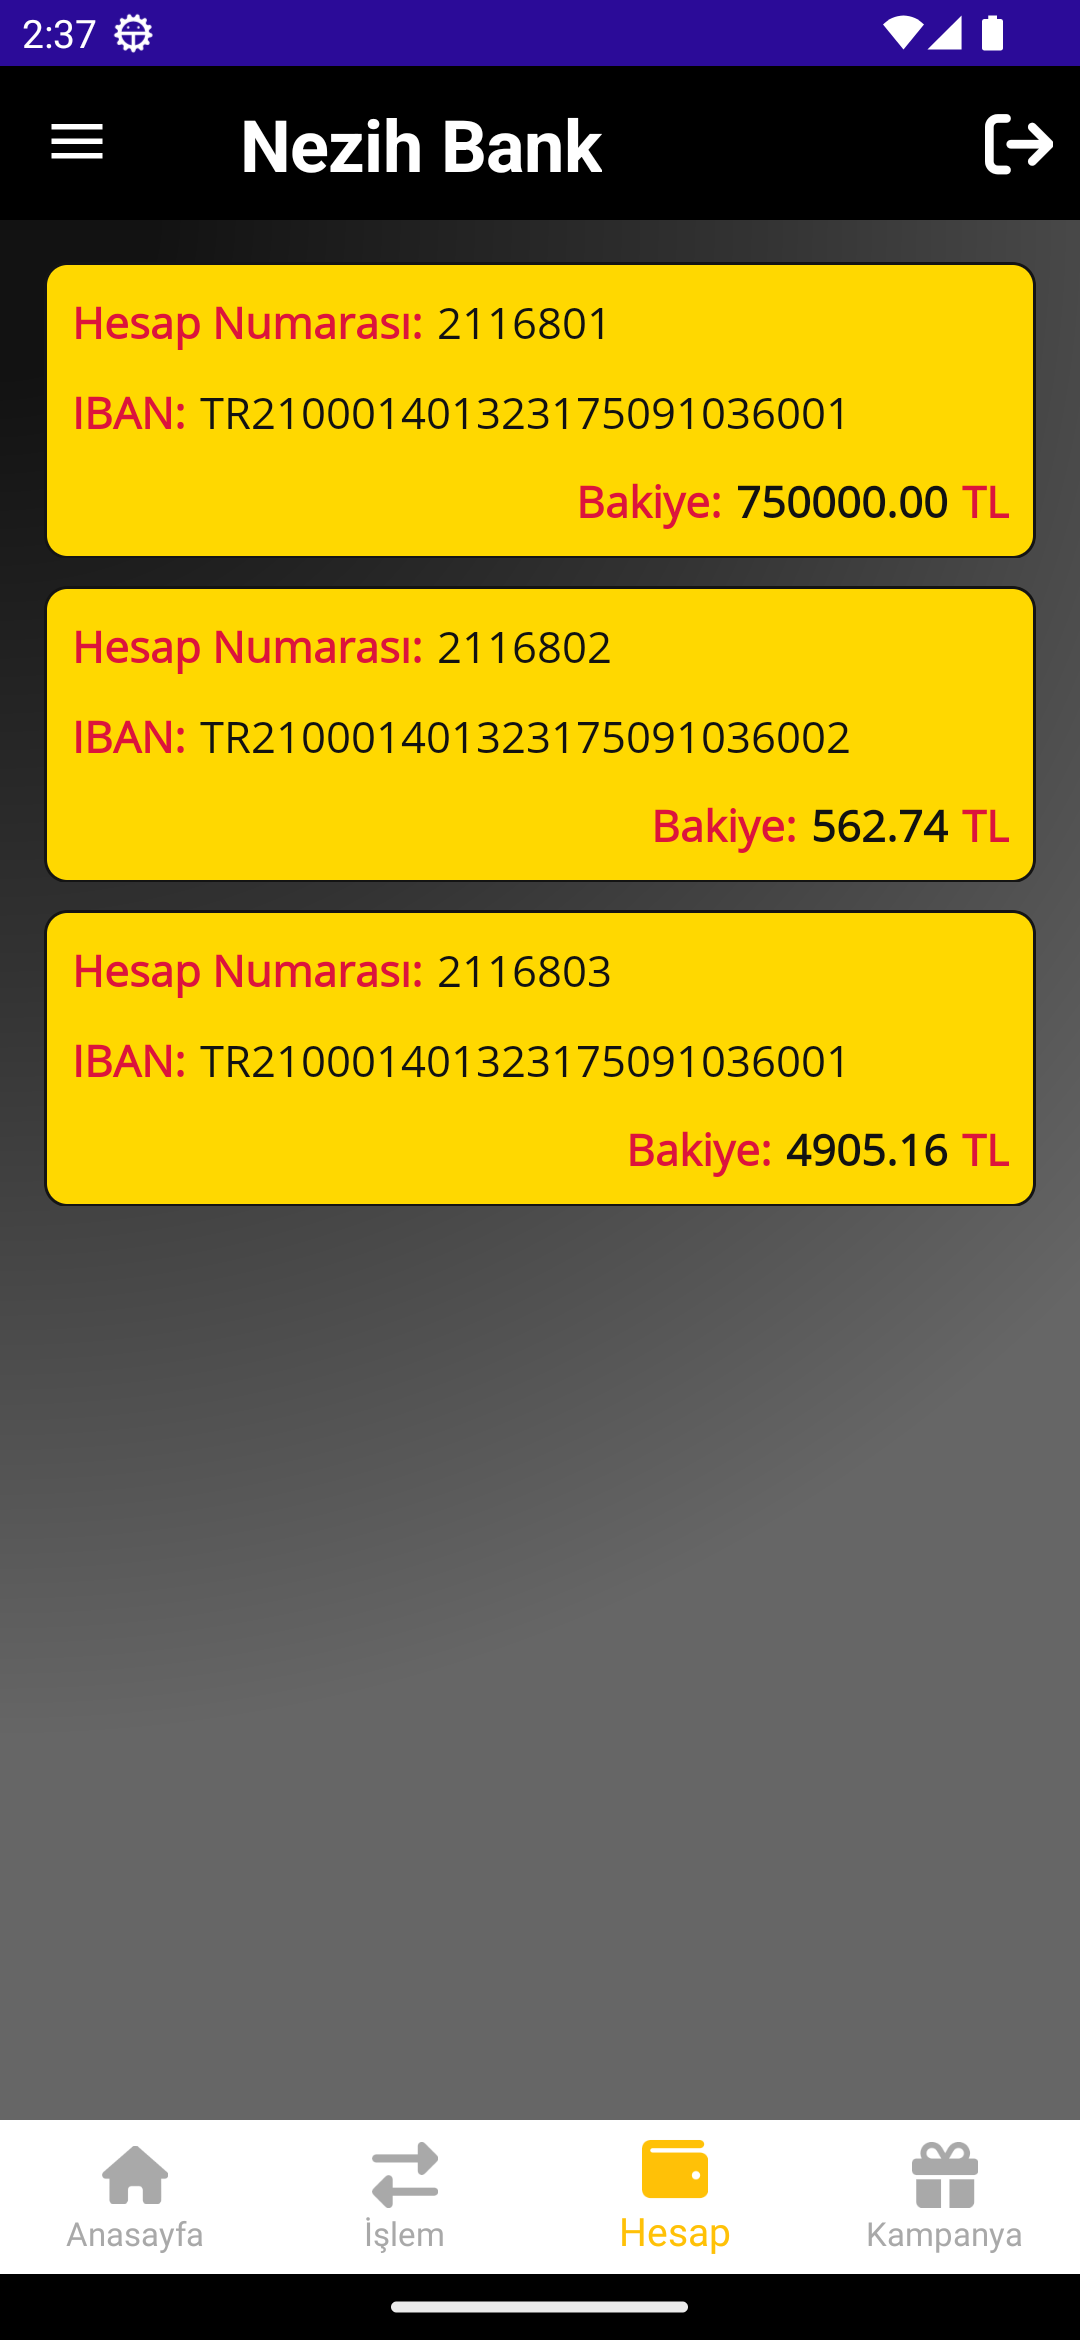 2:37
Nezih Bank
Hesap Numarası: 2116801
IBAN: TR210001401323175091036001
Bakiye: 750000.00 TL
Hesap Numarası: 2116802
IBAN: TR210001401323175091036002
Bakiye: 562.74 TL
Hesap Numarası: 2116803
IBAN: TR210001401323175091036001
Bakiye: 4905.16 TL
Anasayfa
İşlem
Hesap
Kampanya